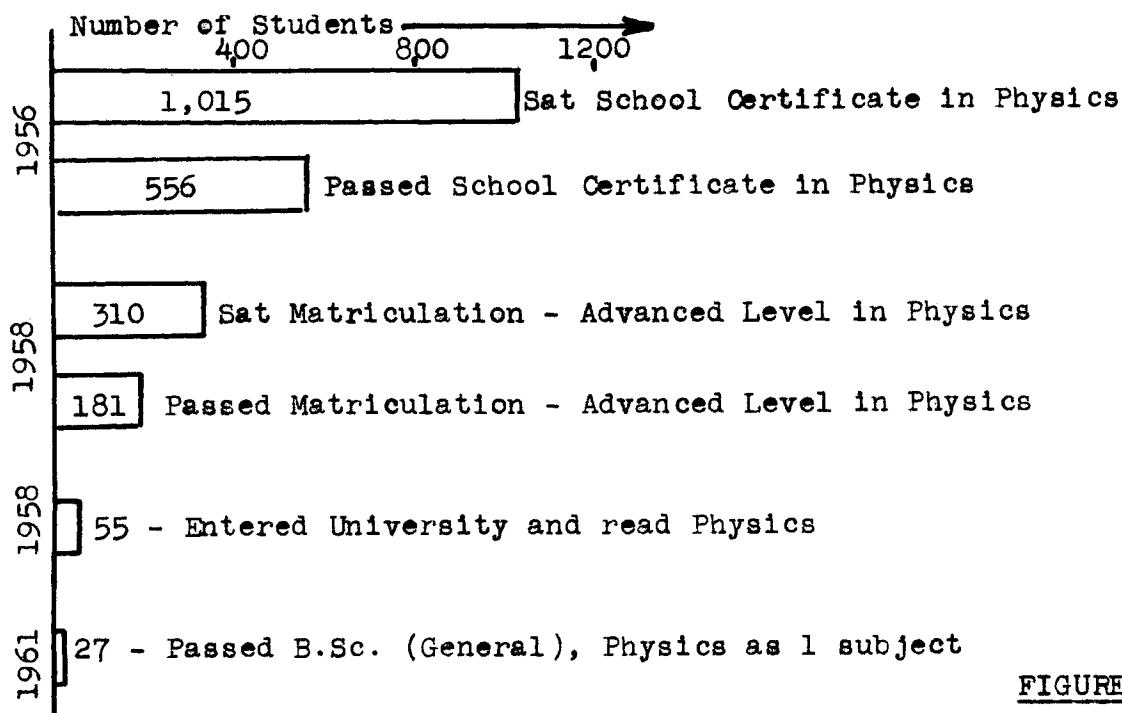 Number of Students
400 800 1200
1956
1,015 Sat School Certificate in Physics
556 Passed School Certificate in Physics
1958
310 Sat Matriculation - Advanced Level in Physics
181 Passed Matriculation - Advanced Level in Physics
1958
55 - Entered University and read Physics
1961
27 - Passed B.Sc. (General), Physics as 1 subject
FIGURE